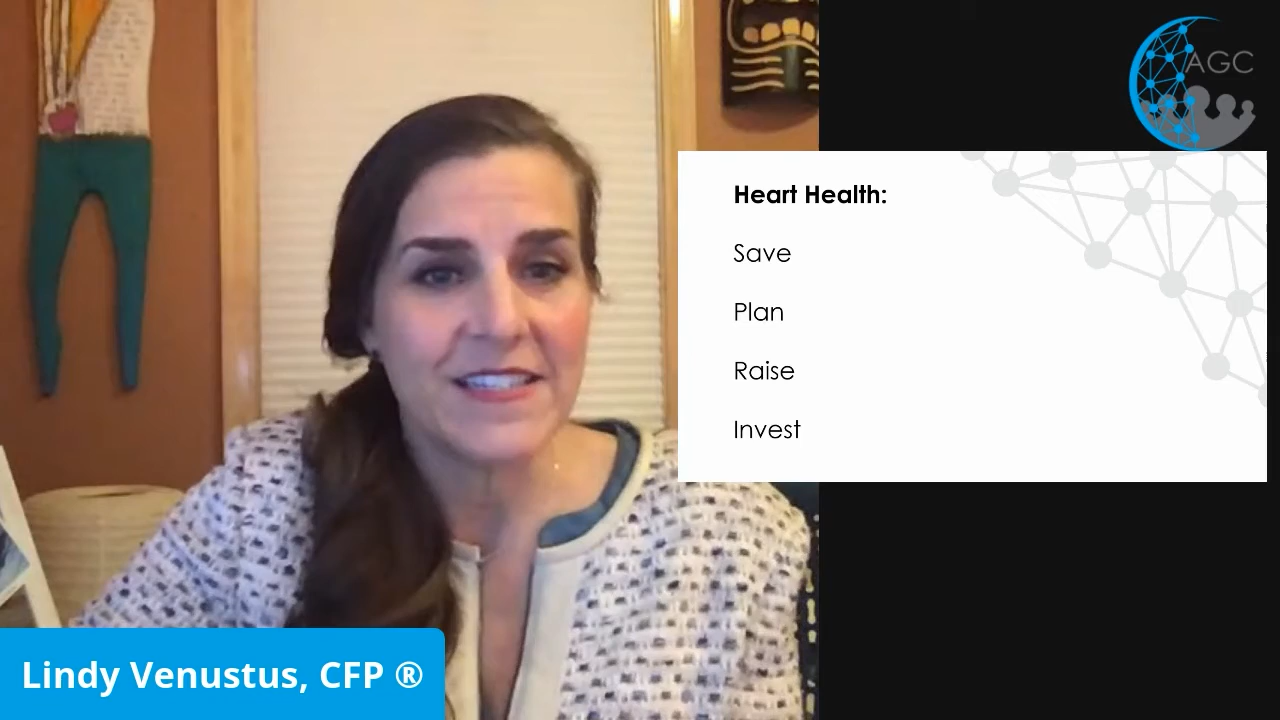 AGC
Heart Health:
Save
Plan
Raise
Invest
Lindy Venustus, CFP ®